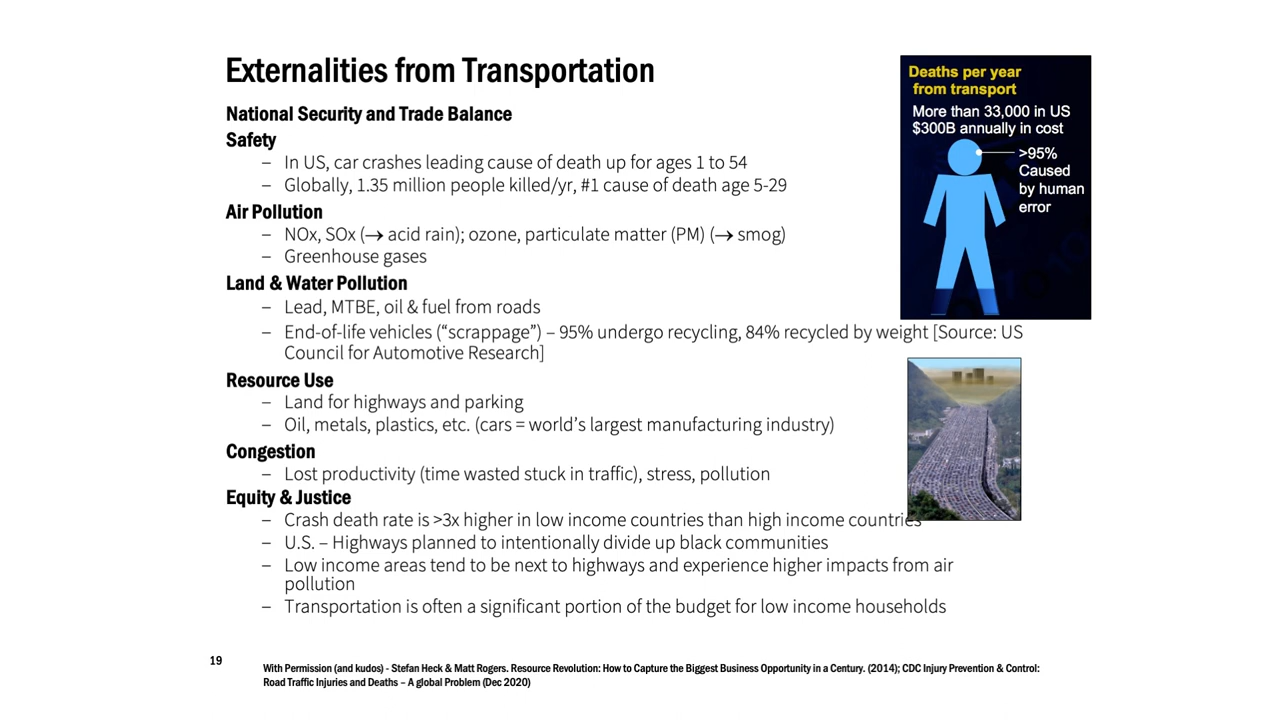 Externalities from Transportation
National Security and Trade Balance
Safety
– In US, car crashes leading cause of death up for ages 1 to 54
– Globally, 1.35 million people killed/yr, #1 cause of death age 5-29
Air Pollution
– NOx, SOx (→ acid rain); ozone, particulate matter (PM) (→ smog)
– Greenhouse gases
Land & Water Pollution
– Lead, MTBE, oil & fuel from roads
– End-of-life vehicles (“scrappage”) – 95% undergo recycling, 84% recycled by weight [Source: US
Council for Automotive Research]
Resource Use
– Land for highways and parking
– Oil, metals, plastics, etc. (cars = world’s largest manufacturing industry)
Congestion
– Lost productivity (time wasted stuck in traffic), stress, pollution
Equity & Justice
– Crash death rate is >3x higher in low income countries than high income countries
– U.S. – Highways planned to intentionally divide up black communities
– Low income areas tend to be next to highways and experience higher impacts from air
pollution
– Transportation is often a significant portion of the budget for low income households
Deaths per year
from transport
More than 33,000 in US
$300B annually in cost
>95%
Caused
by human
error
19
With Permission (and kudos) - Stefan Heck & Matt Rogers. Resource Revolution: How to Capture the Biggest Business Opportunity in a Century. (2014); CDC Injury Prevention & Control:
Road Traffic Injuries and Deaths – A global Problem (Dec 2020)